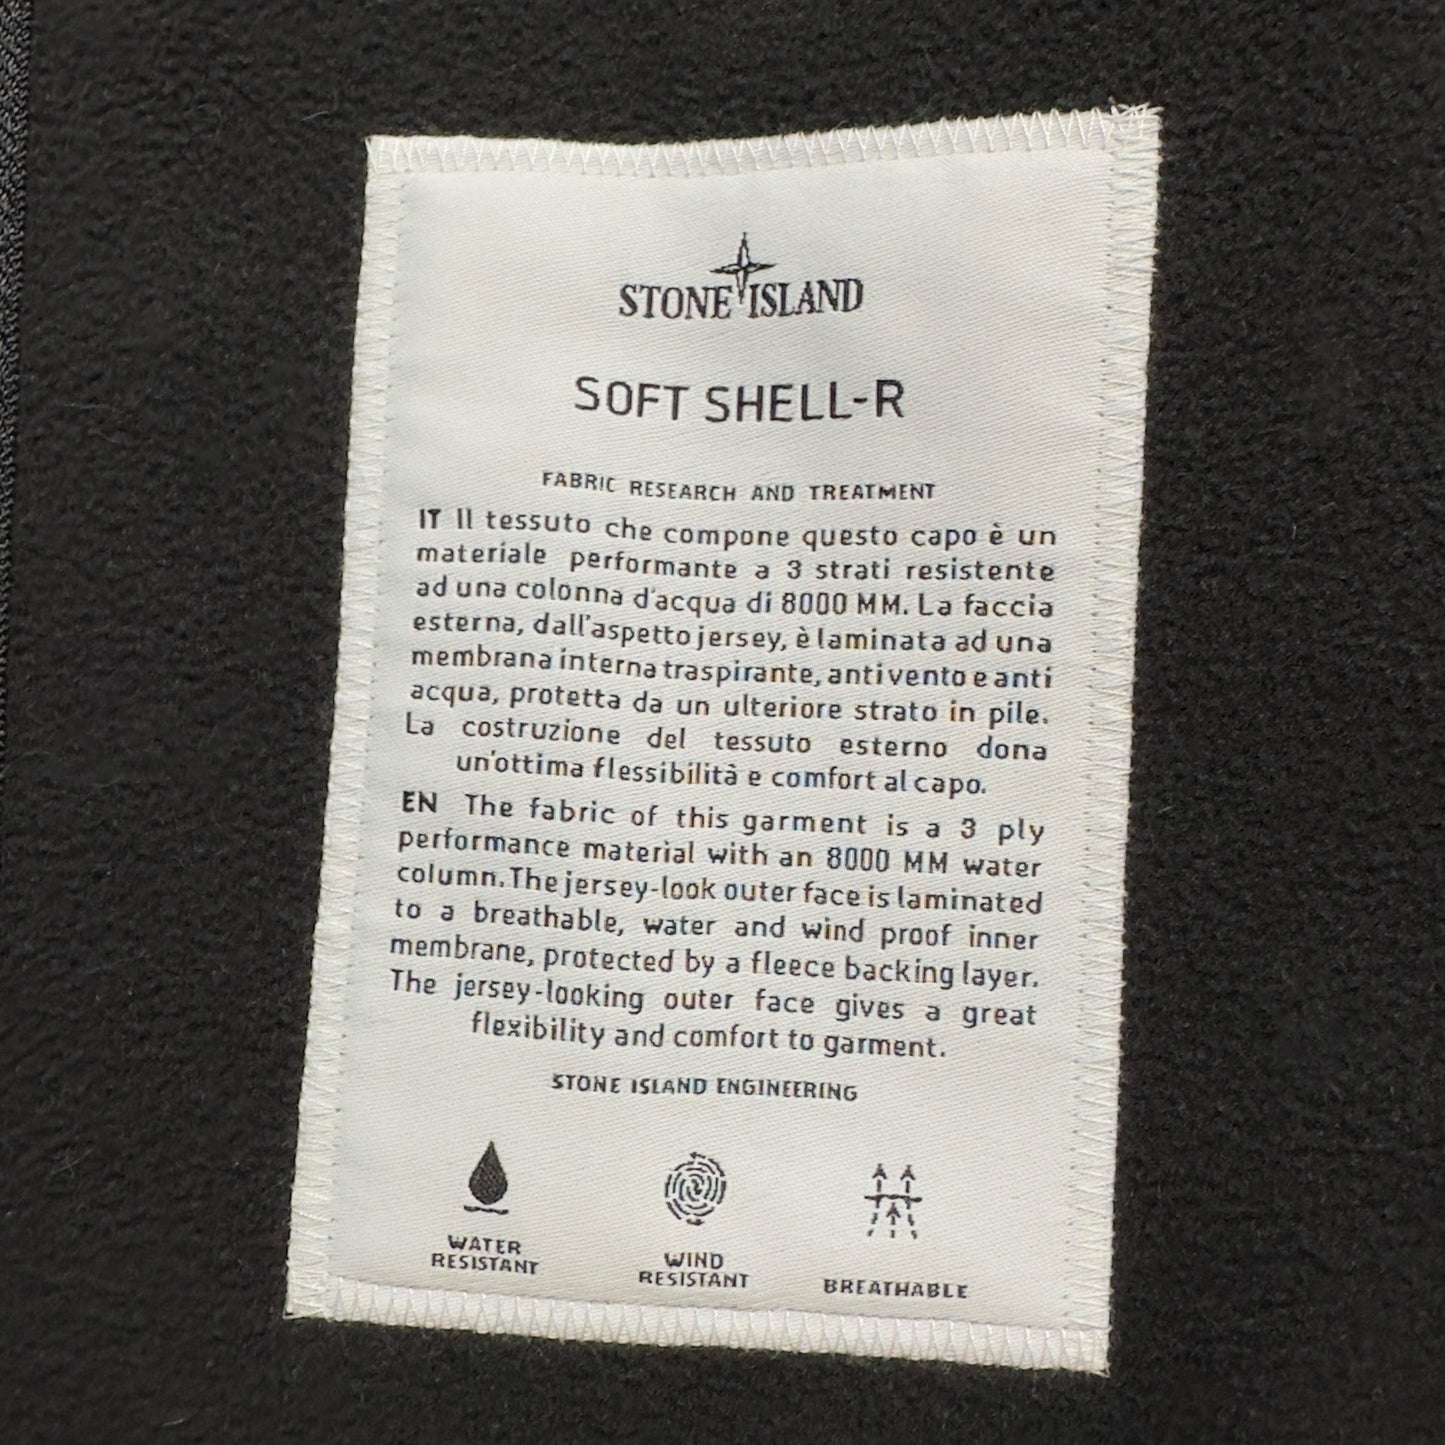 STONE ISLAND
SOFT SHELL-R
FABRIC RESEARCH AND TREATMENT
IT Il tessuto che compone questo capo è un
materiale performante a 3 strati resistente
ad una colonna d'acqua di 8000 MM. La faccia
esterna, dall'aspetto jersey, è laminata ad una
membrana interna traspirante, antivento e anti
acqua, protetta da un ulteriore strato in pile.
La costruzione del tessuto esterno dona
un'ottima flessibilità e comfort al capo.
EN The fabric of this garment is a 3 ply
performance material with an 8000 MM water
column. The jersey-look outer face is laminated
to a breathable, water and wind proof inner
membrane, protected by a fleece backing layer.
The jersey-looking outer face gives a great
flexibility and comfort to garment.
STONE ISLAND ENGINEERING
WATER
RESISTANT
WIND
RESISTANT
BREATHABLE